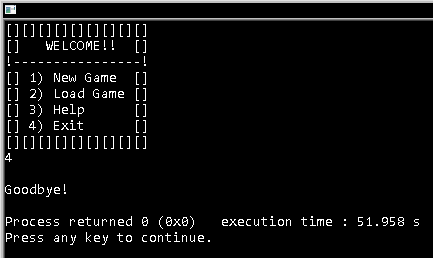 [][][][][][][][][]
[]   WELCOME!!  []
!----------------!
[] 1) New Game  []
[] 2) Load Game []
[] 3) Help      []
[] 4) Exit      []
[][][][][][][][][]
4
Goodbye!
Process returned 0 (0x0)   execution time : 51.958 s
Press any key to continue.